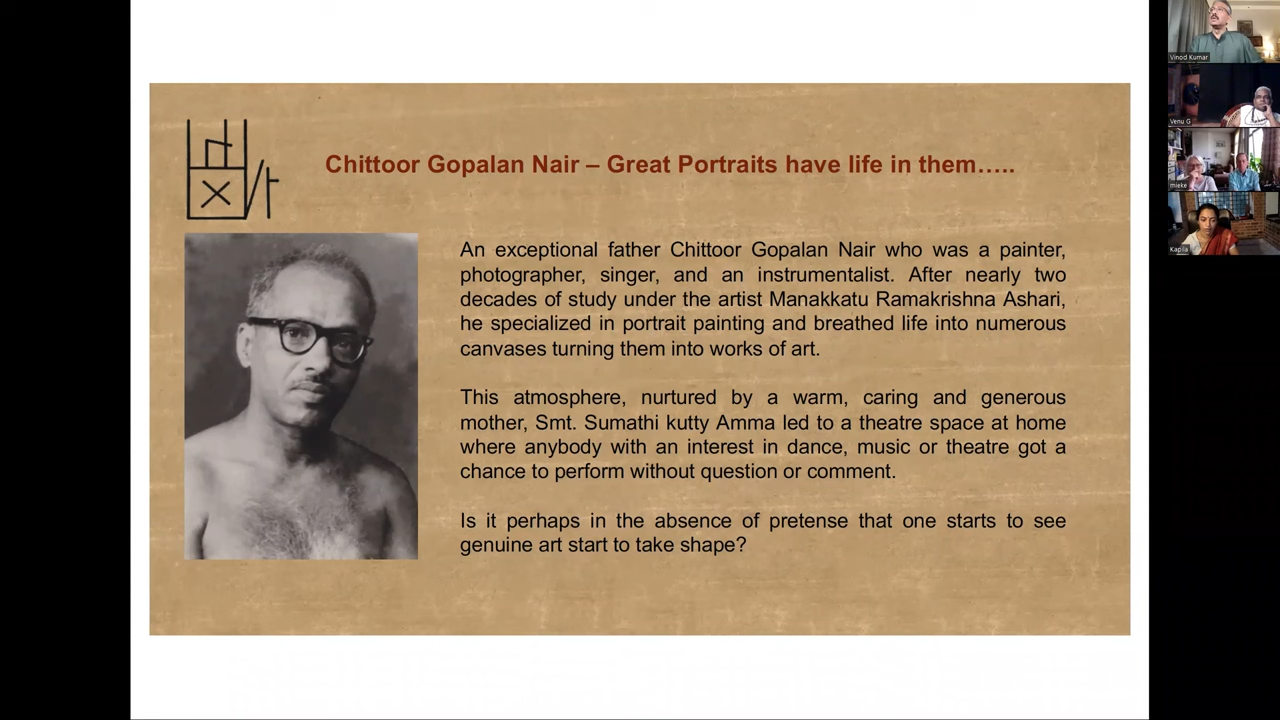 Chittoor Gopalan Nair – Great Portraits have life in them…..
An exceptional father Chittoor Gopalan Nair who was a painter,
photographer, singer, and an instrumentalist. After nearly two
decades of study under the artist Manakkatu Ramakrishna Ashari,
he specialized in portrait painting and breathed life into numerous
canvases turning them into works of art.
This atmosphere, nurtured by a warm, caring and generous
mother, Smt. Sumathi kutty Amma led to a theatre space at home
where anybody with an interest in dance, music or theatre got a
chance to perform without question or comment.
Is it perhaps in the absence of pretense that one starts to see
genuine art start to take shape?
Vinod Kumar
Venu G
mieke
Kapila